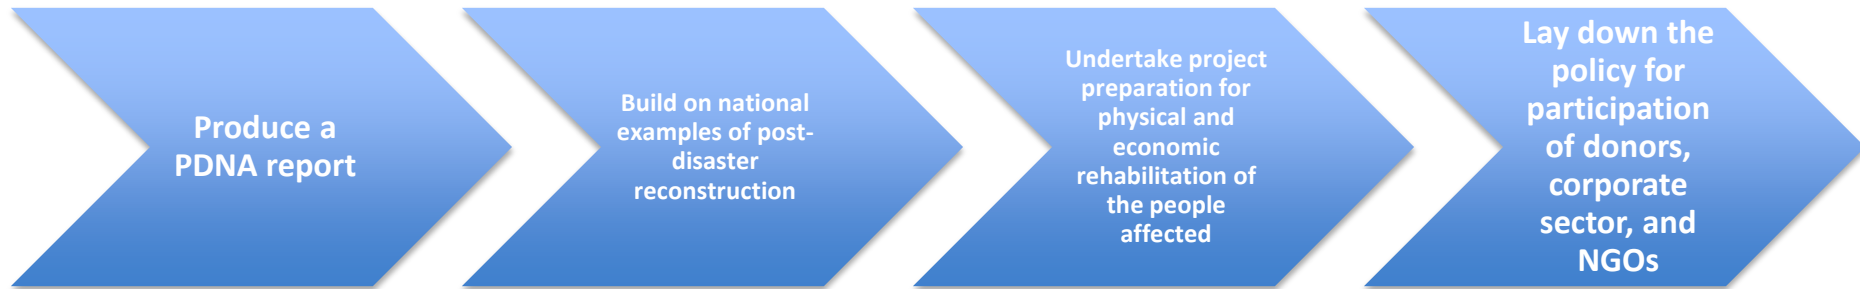 Produce a
PDNA report
Build on national
examples of post-
disaster
reconstruction
Undertake project
preparation for
physical and
economic
rehabilitation of
the people
affected
Lay down the
policy for
participation
of donors,
corporate
sector, and
NGOs